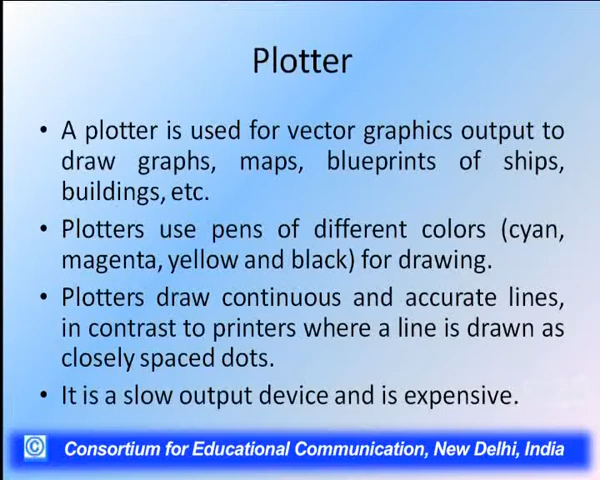 Plotter
• A plotter is used for vector graphics output to
draw graphs, maps, blueprints of ships,
buildings, etc.
• Plotters use pens of different colors (cyan,
magenta, yellow and black) for drawing.
• Plotters draw continuous and accurate lines,
in contrast to printers where a line is drawn as
closely spaced dots.
• It is a slow output device and is expensive.
© Consortium for Educational Communication, New Delhi, India